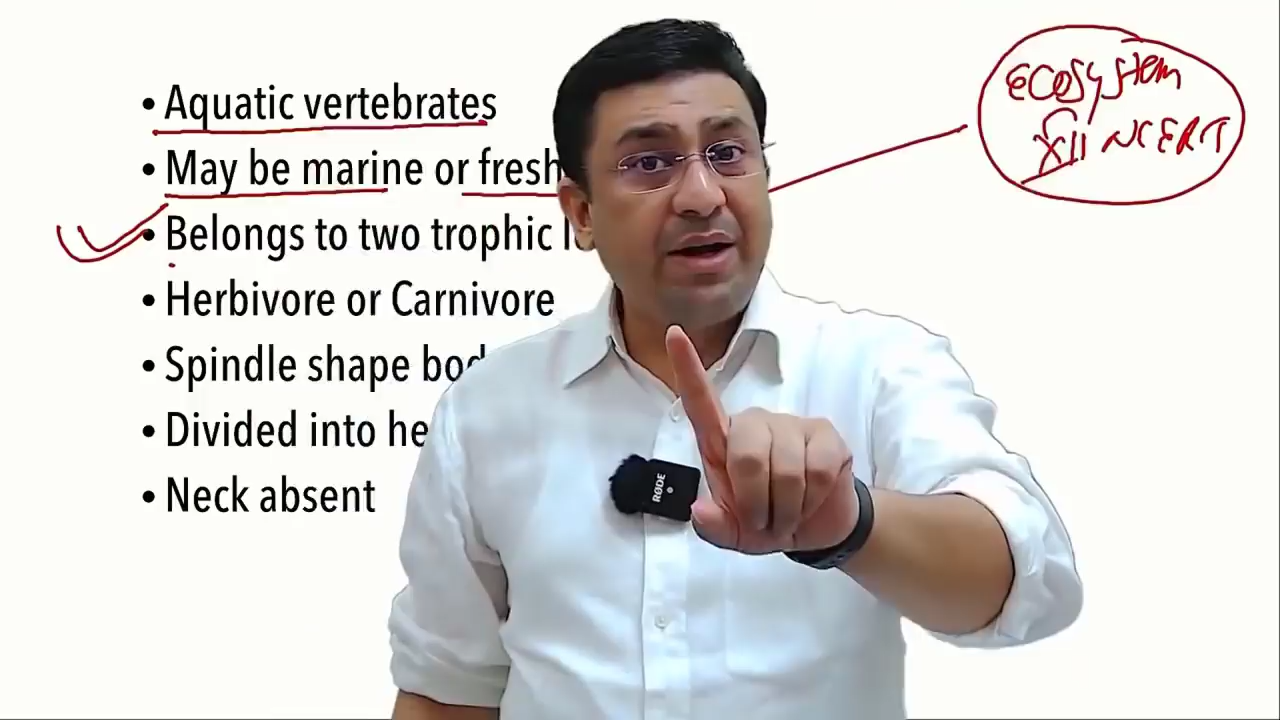 • Aquatic vertebrates
• May be marine or fresh
• Belongs to two trophic l
• Herbivore or Carnivore
• Spindle shape bod
• Divided into he
• Neck absent
ecosystem
XII NCERT
RØDE